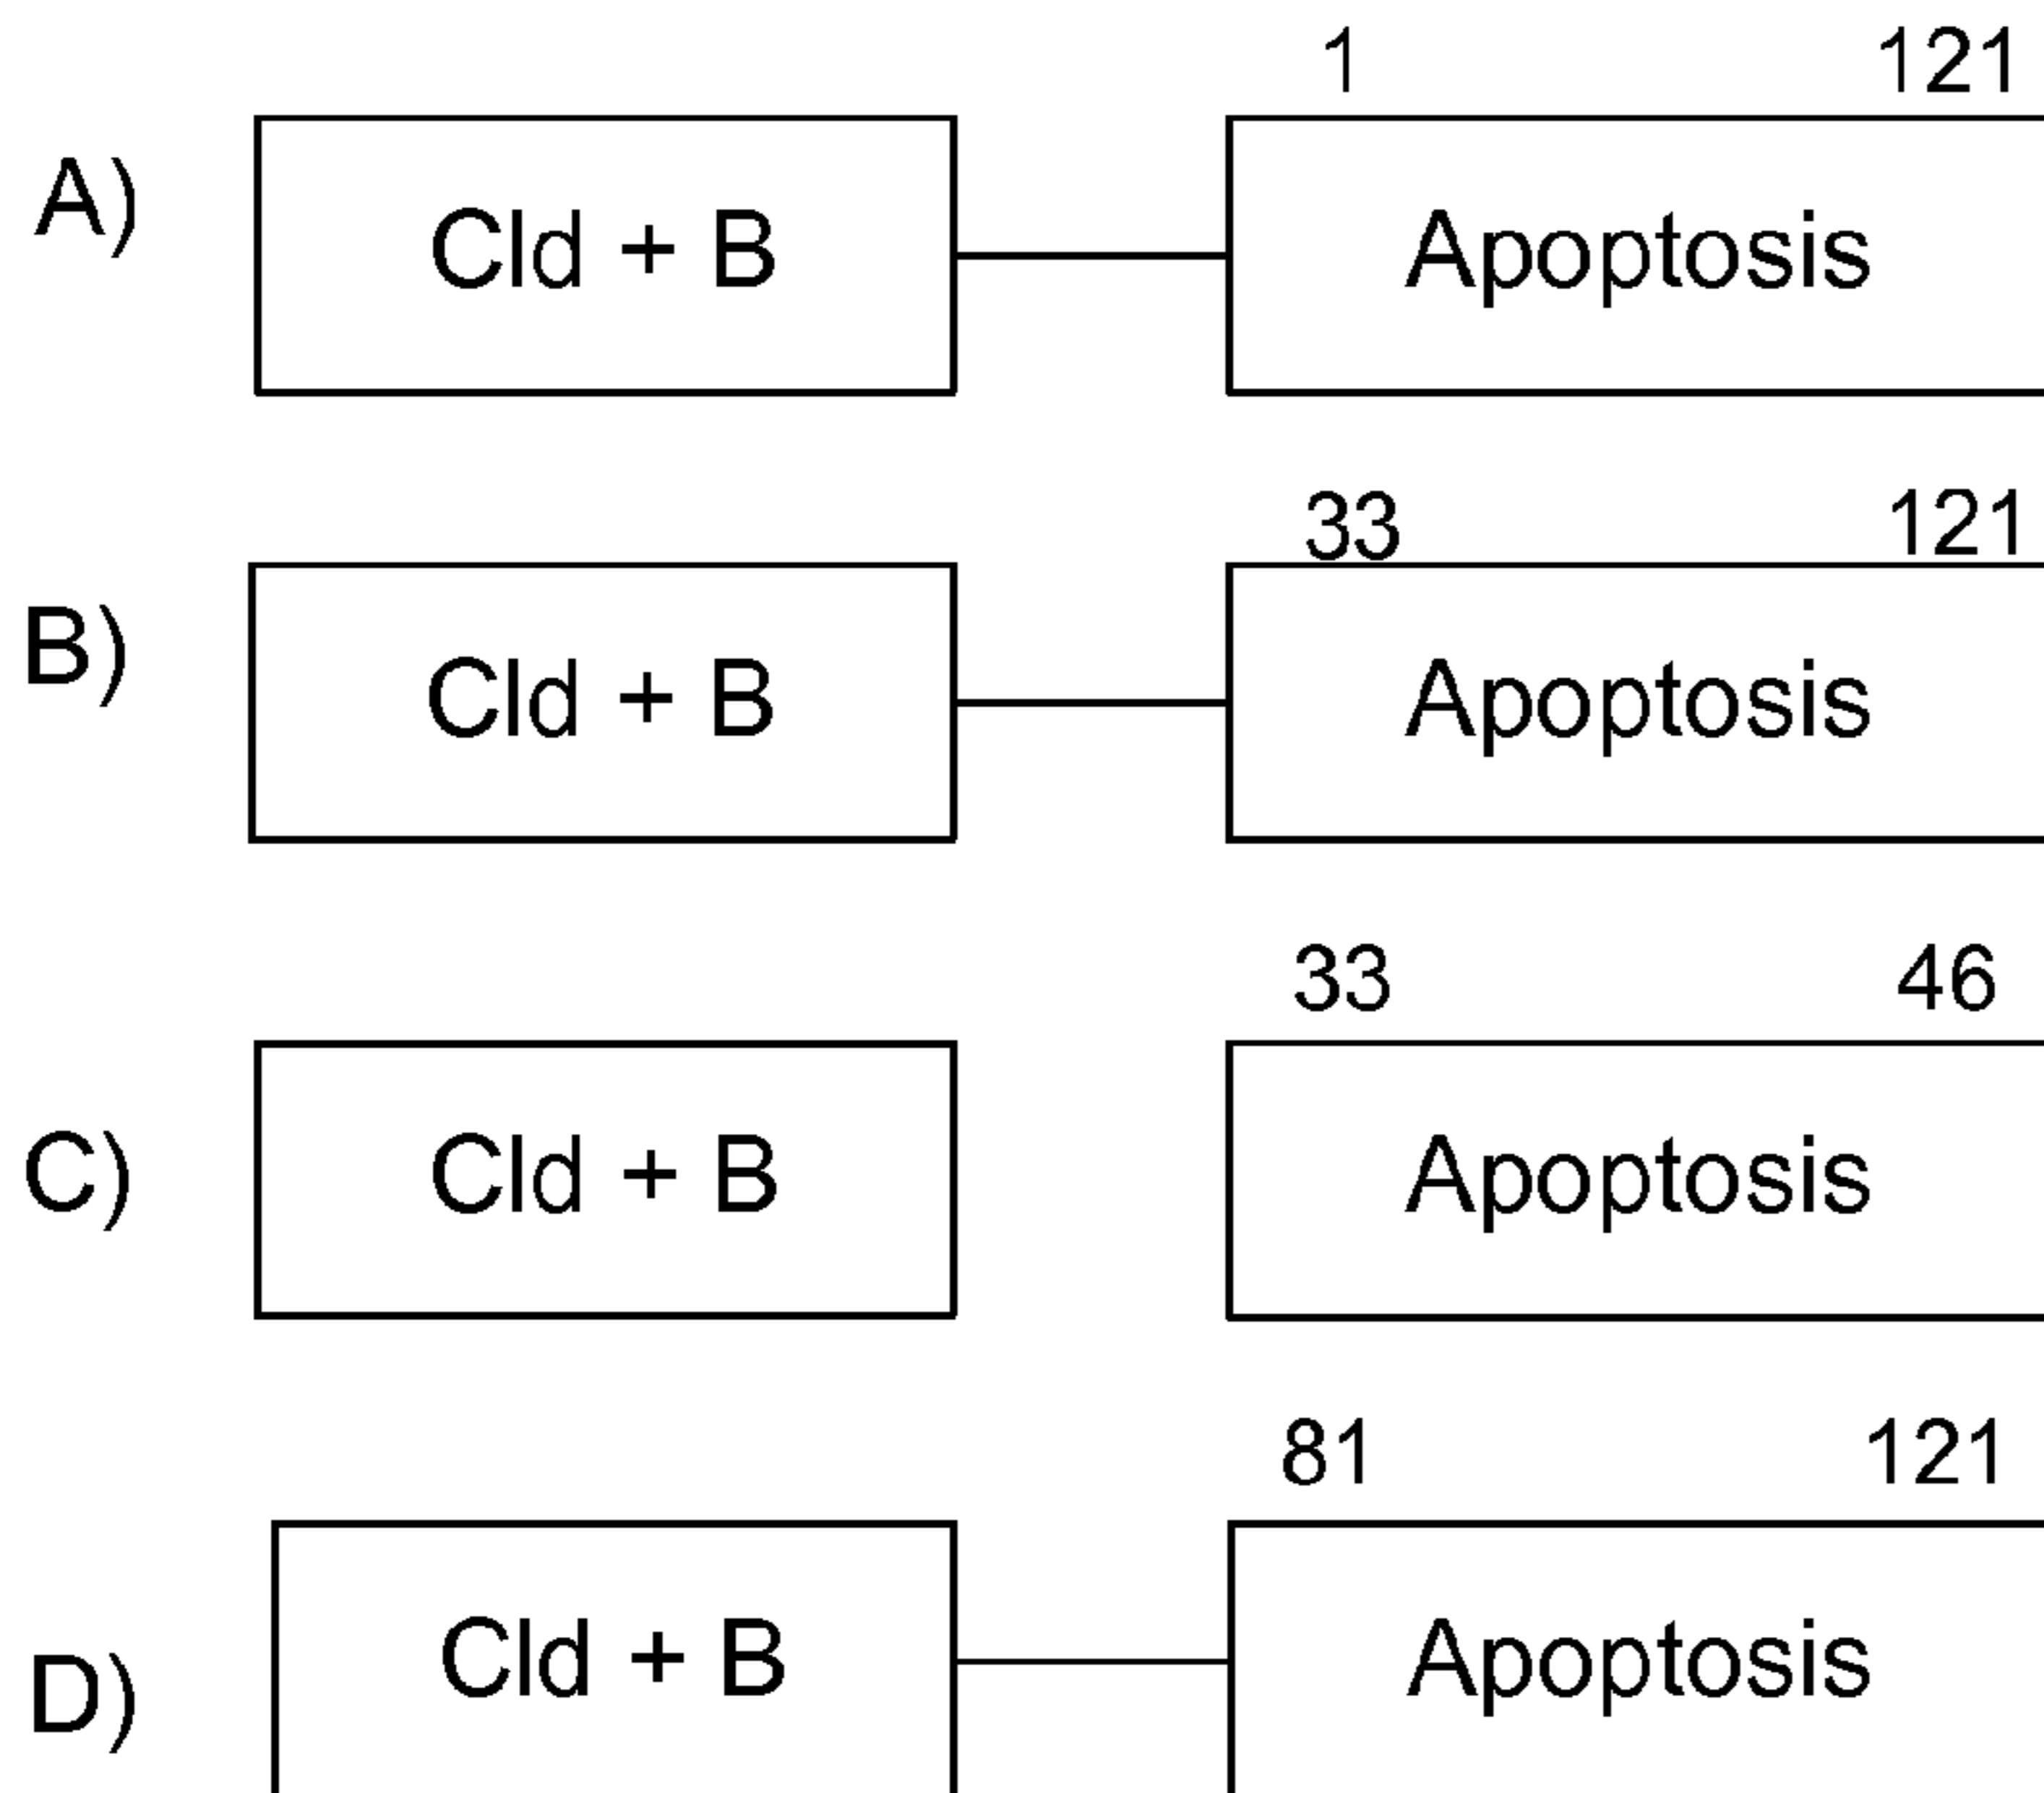 1 121
A) Cld + B Apoptosis
33 121
B) Cld + B Apoptosis
33 46
C) Cld + B Apoptosis
81 121
D) Cld + B Apoptosis